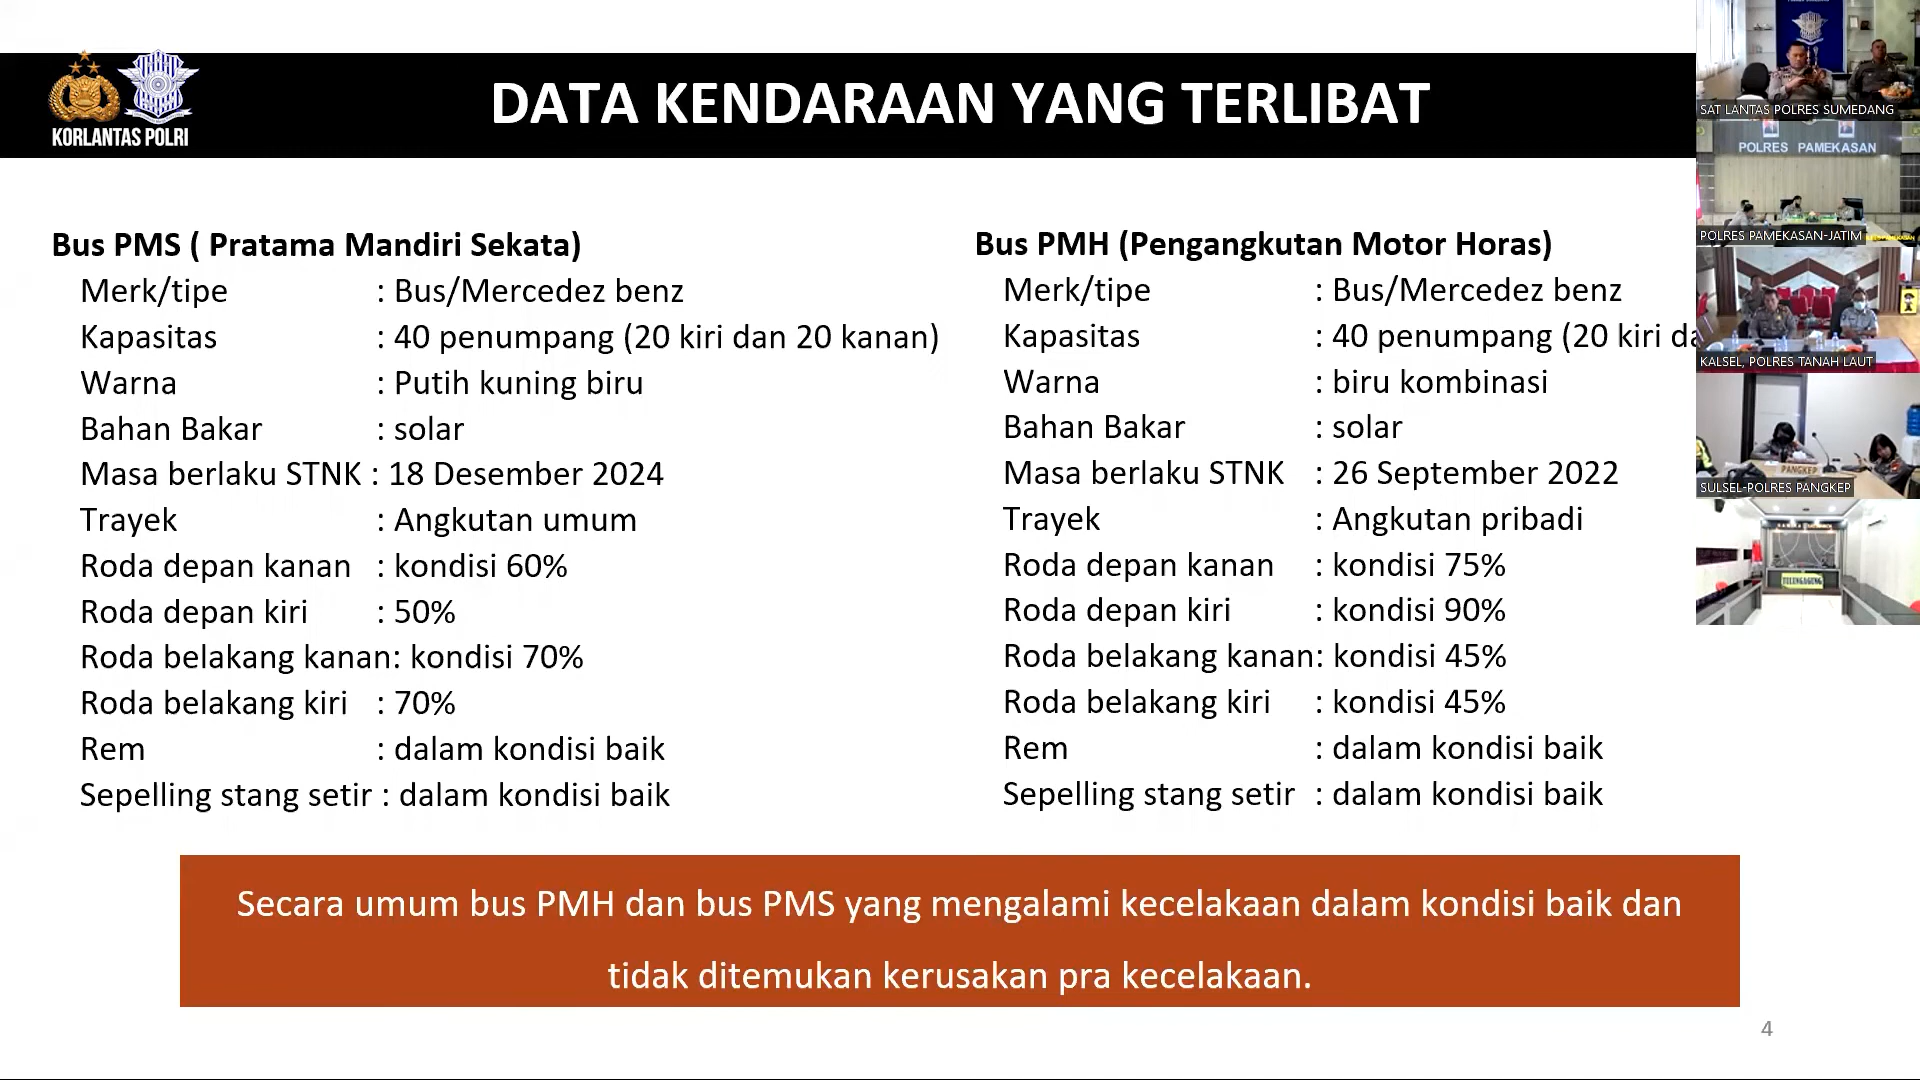 KORLANTAS POLRI
DATA KENDARAAN YANG TERLIBAT
Bus PMS ( Pratama Mandiri Sekata)
Merk/tipe : Bus/Mercedez benz
Kapasitas : 40 penumpang (20 kiri dan 20 kanan)
Warna : Putih kuning biru
Bahan Bakar : solar
Masa berlaku STNK : 18 Desember 2024
Trayek : Angkutan umum
Roda depan kanan : kondisi 60%
Roda depan kiri : 50%
Roda belakang kanan: kondisi 70%
Roda belakang kiri : 70%
Rem : dalam kondisi baik
Sepelling stang setir : dalam kondisi baik
Bus PMH (Pengangkutan Motor Horas)
Merk/tipe : Bus/Mercedez benz
Kapasitas : 40 penumpang (20 kiri da
Warna : biru kombinasi
Bahan Bakar : solar
Masa berlaku STNK : 26 September 2022
Trayek : Angkutan pribadi
Roda depan kanan : kondisi 75%
Roda depan kiri : kondisi 90%
Roda belakang kanan: kondisi 45%
Roda belakang kiri : kondisi 45%
Rem : dalam kondisi baik
Sepelling stang setir : dalam kondisi baik
Secara umum bus PMH dan bus PMS yang mengalami kecelakaan dalam kondisi baik dan
tidak ditemukan kerusakan pra kecelakaan.
4
SAT LANTAS POLRES SUMEDANG
POLRES PAMEKASAN
POLRES PAMEKASAN-JATIM
KALSEL, POLRES TANAH LAUT
PANGKEP
SULSEL-POLRES PANGKEP